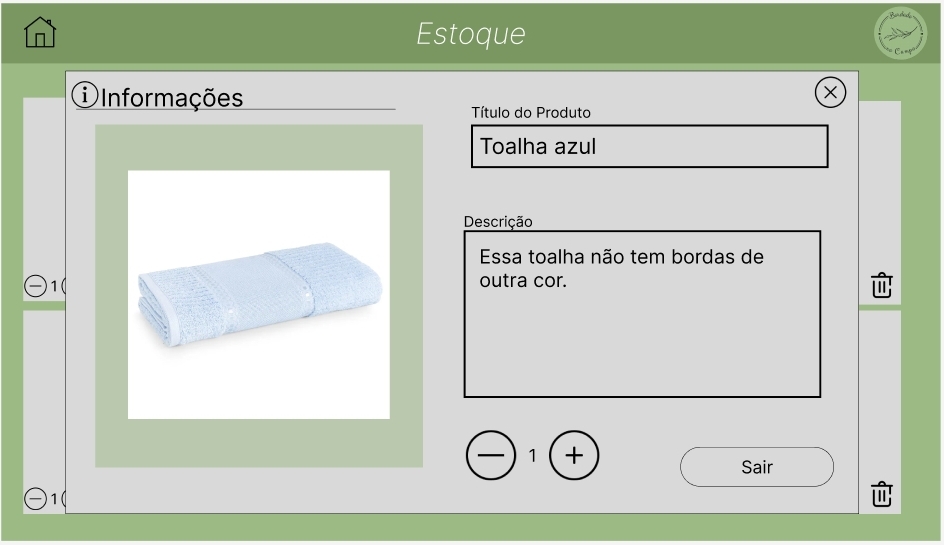 Estoque
Bordado
no Campo
Informações
Título do Produto
Toalha azul
Descrição
Essa toalha não tem bordas de
outra cor.
1
1
1
Sair